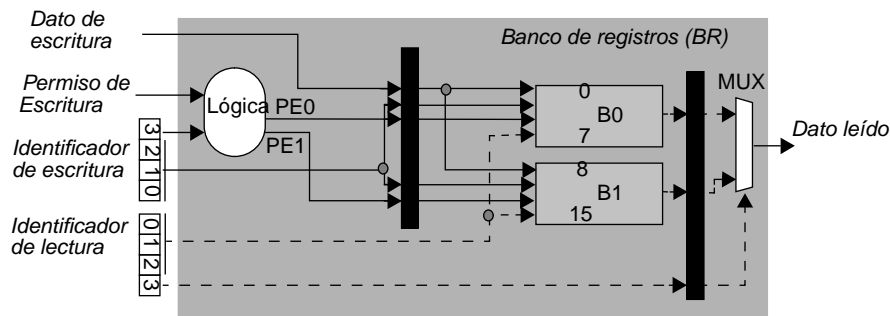 Dato de
escritura
Banco de registros (BR)
Permiso de
Escritura
Lógica PE0
PE1
0
B0
7
MUX
Dato leído
3
2
1
0
Identificador
de escritura
8
B1
15
Identificador
de lectura
0
1
2
3